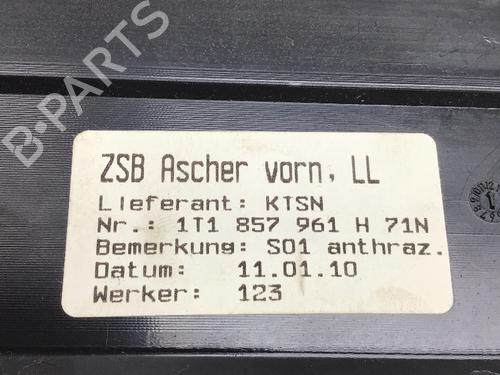 B-PARTS
ZSB Ascher vorn, LL
Lieferant: KTSN
Nr.: 1T1 857 961 H 71N
Bemerkung: S01 anthraz.
Datum: 11.01.10
Werker: 123